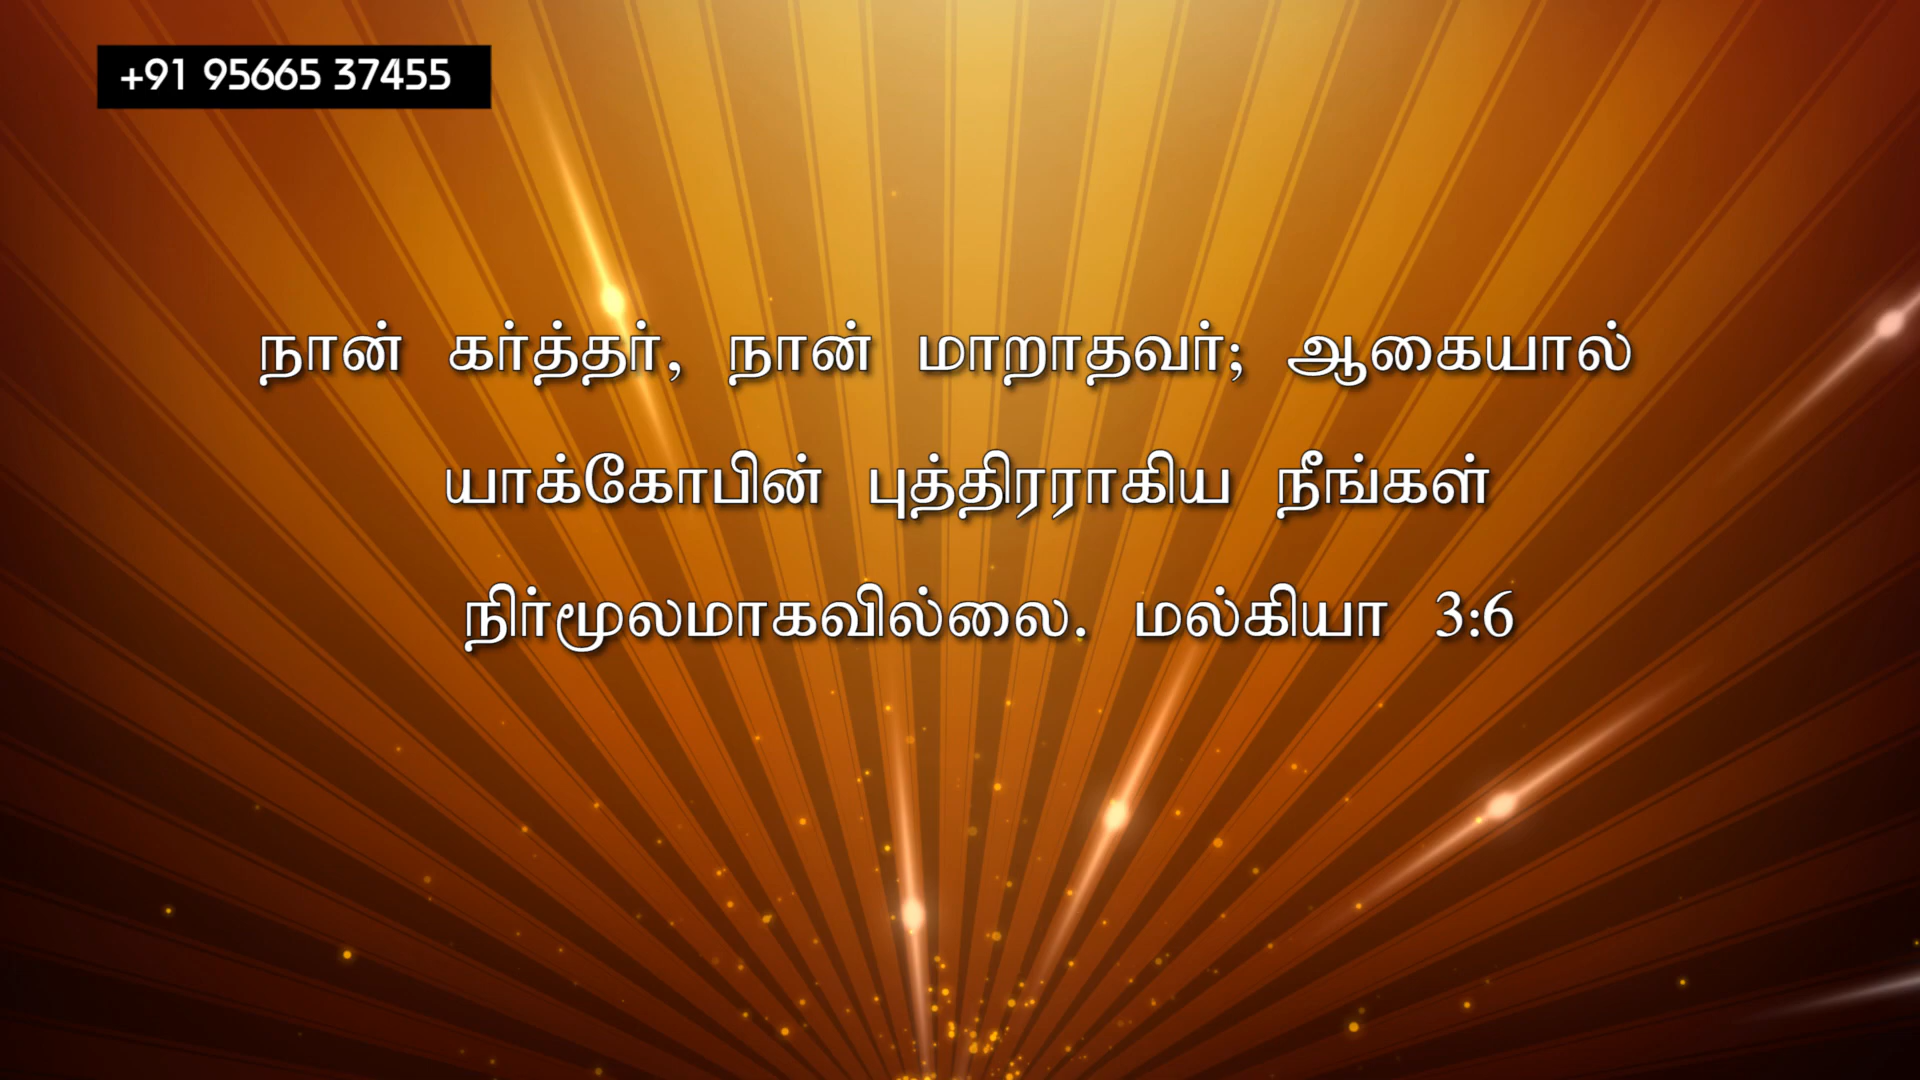 +91 95665 37455
நான் கர்த்தர், நான் மாறாதவர்; ஆகையால்
யாக்கோபின் புத்திரராகிய நீங்கள்
நிர்மூலமாகவில்லை. மல்கியா 3:6